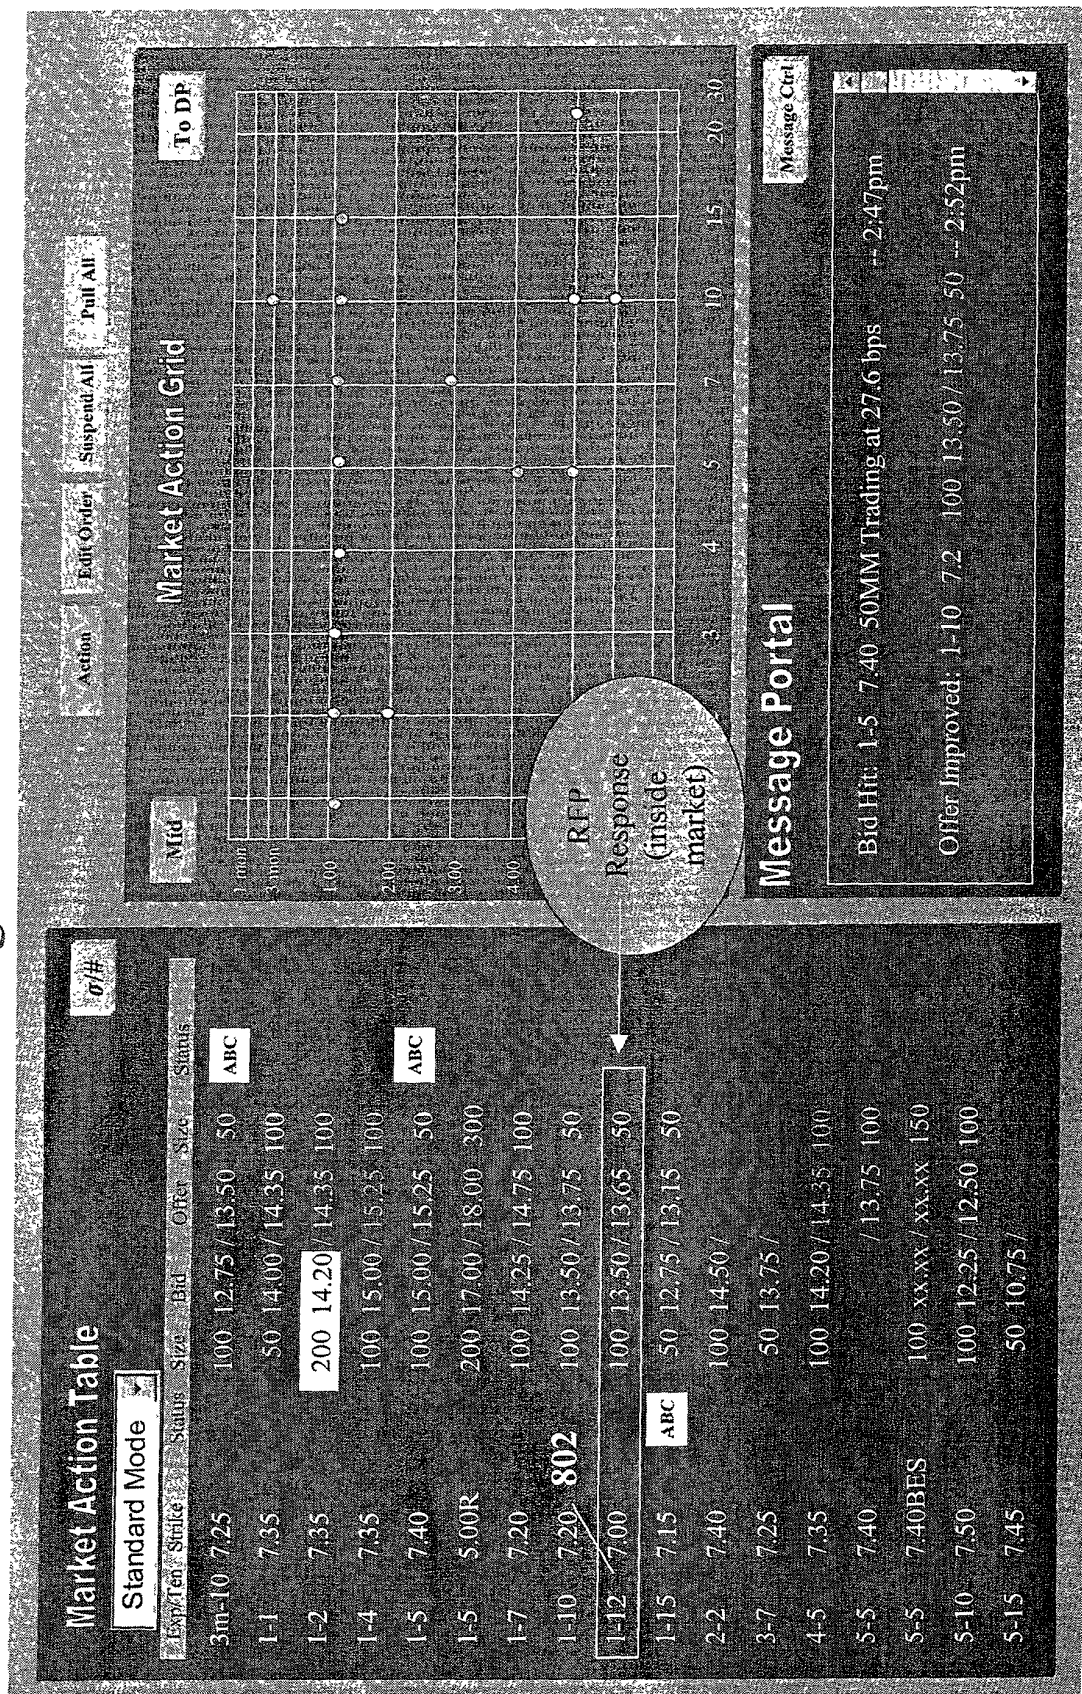 Action Edit Order Suspend All Pull All
Market Action Table
Standard Mode
σ/#
Exp/Ten Strike Status Size Bid Offer Size Status
3m-10 7.25 100 12.75 / 13.50 50 ABC
1-1 7.35 50 14.00 / 14.35 100
1-2 7.35 200 14.20 / 14.35 100
1-4 7.35 100 15.00 / 15.25 100
1-5 7.40 100 15.00 / 15.25 50 ABC
1-5 5.00R 200 17.00 / 18.00 300
1-7 7.20 100 14.25 / 14.75 100
1-10 7.20 100 13.50 / 13.75 50
802
1-12 7.00 100 13.50 / 13.65 50
1-15 7.15 ABC 50 12.75 / 13.15 50
2-2 7.40 100 14.50 /
3-7 7.25 50 13.75 /
4-5 7.35 100 14.20 / 14.35 100
5-5 7.40 / 13.75 100
5-5 7.40BES 100 xx.xx / xx.xx 150
5-10 7.50 100 12.25 / 12.50 100
5-15 7.45 50 10.75 /
Mid
Market Action Grid
To DP
1 mon
3 mon
1.00
2.00
3.00
4.00
3 4 5 7 10 15 20 30
RFP
Response
(inside
market)
Message Portal
Message Ctrl
Bid Hit: 1-5 7.40 50MM Trading at 27.6 bps -- 2:47pm
Offer Improved: 1-10 7.2 100 13.50 / 13.75 50 -- 2:52pm